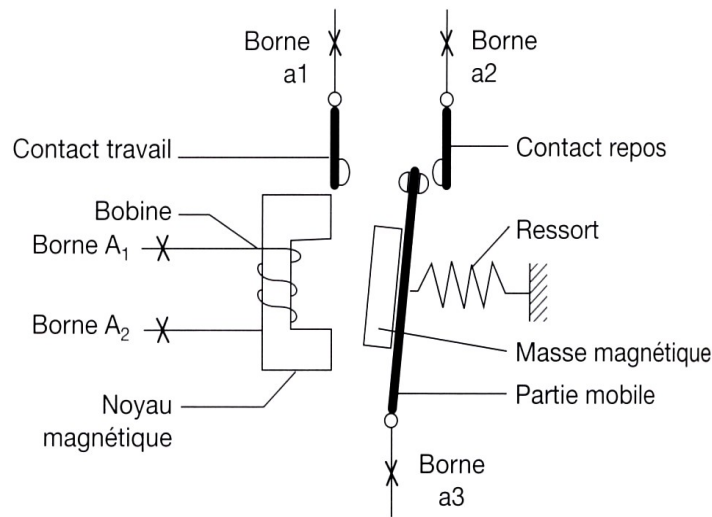 Borne
a1
Borne
a2
Contact travail
Contact repos
Bobine
Borne A₁
Ressort
Borne A₂
Masse magnétique
Noyau
magnétique
Partie mobile
Borne
a3